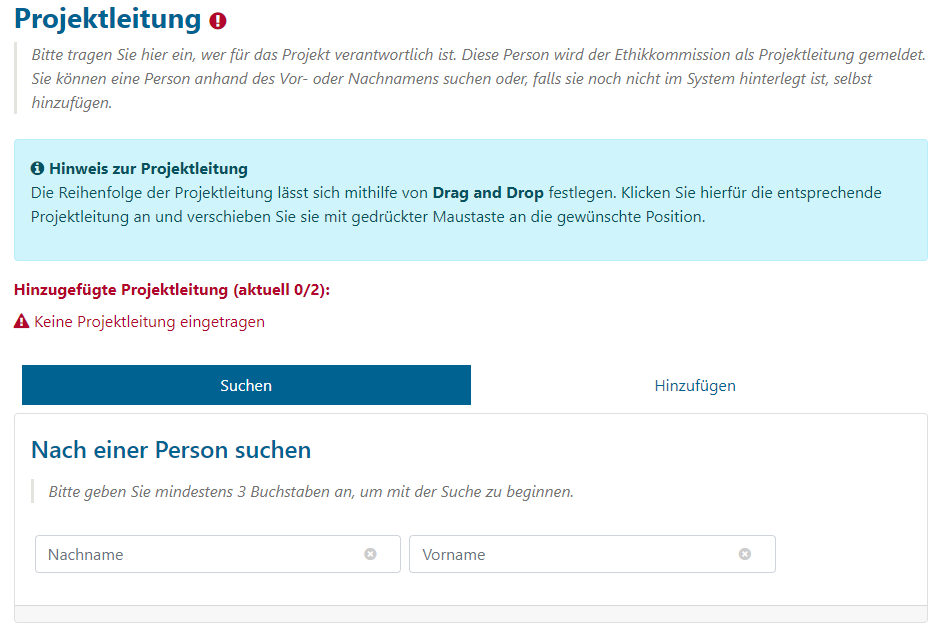 Projektleitung
Bitte tragen Sie hier ein, wer für das Projekt verantwortlich ist. Diese Person wird der Ethikkommission als Projektleitung gemeldet.
Sie können eine Person anhand des Vor- oder Nachnamens suchen oder, falls sie noch nicht im System hinterlegt ist, selbst
hinzufügen.
Hinweis zur Projektleitung
Die Reihenfolge der Projektleitung lässt sich mithilfe von Drag and Drop festlegen. Klicken Sie hierfür die entsprechende
Projektleitung an und verschieben Sie sie mit gedrückter Maustaste an die gewünschte Position.
Hinzugefügte Projektleitung (aktuell 0/2):
Keine Projektleitung eingetragen
Suchen
Hinzufügen
Nach einer Person suchen
Bitte geben Sie mindestens 3 Buchstaben an, um mit der Suche zu beginnen.
Nachname
Vorname